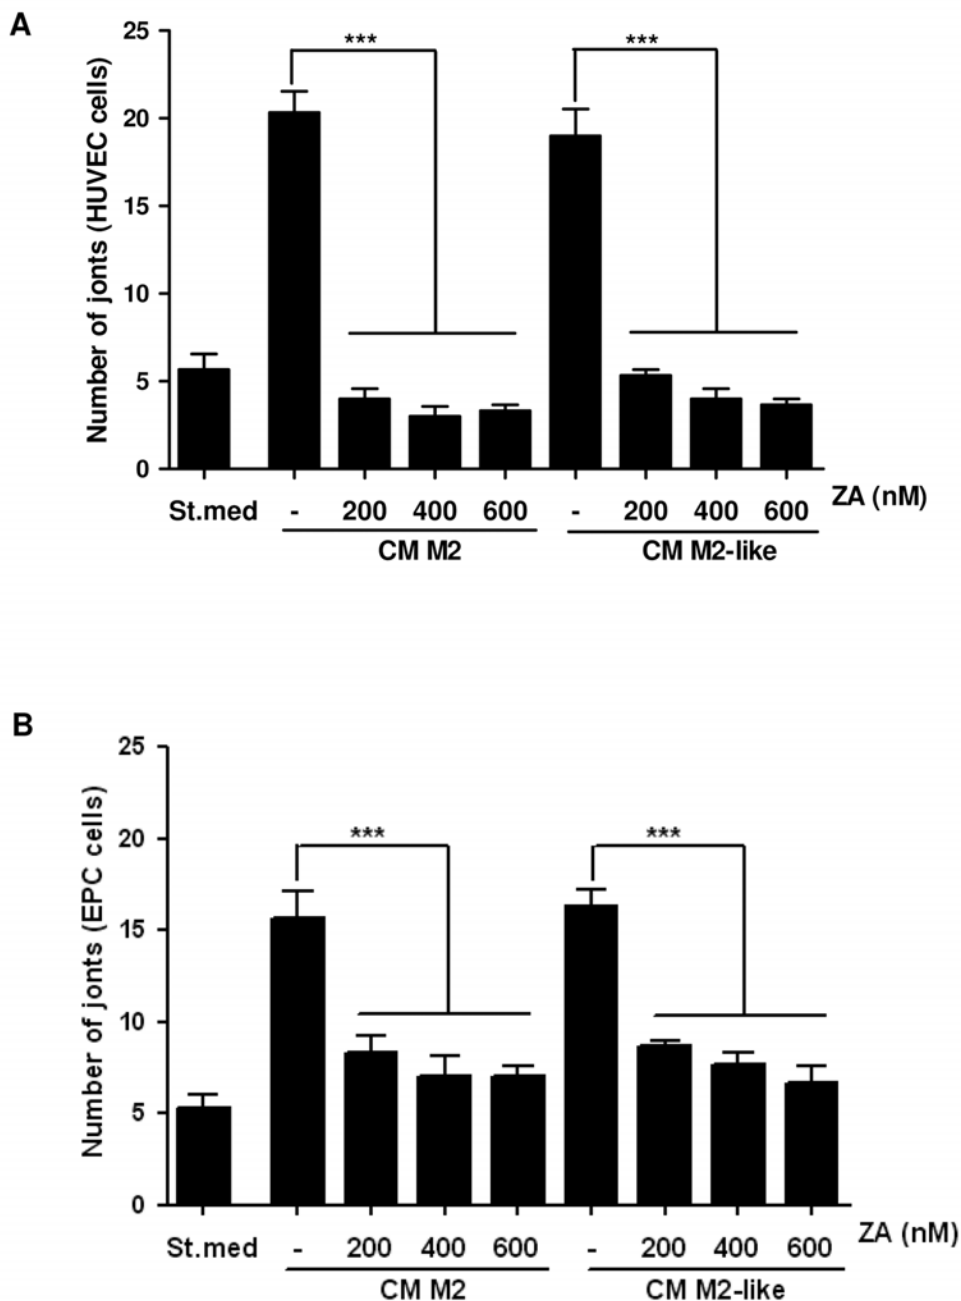 A
Number of jonts (HUVEC cells)
25
20
15
10
5
0
***
***
St.med - 200 400 600 - 200 400 600 ZA (nM)
CM M2 CM M2-like
B
Number of jonts (EPC cells)
25
20
15
10
5
0
***
***
St.med - 200 400 600 - 200 400 600 ZA (nM)
CM M2 CM M2-like